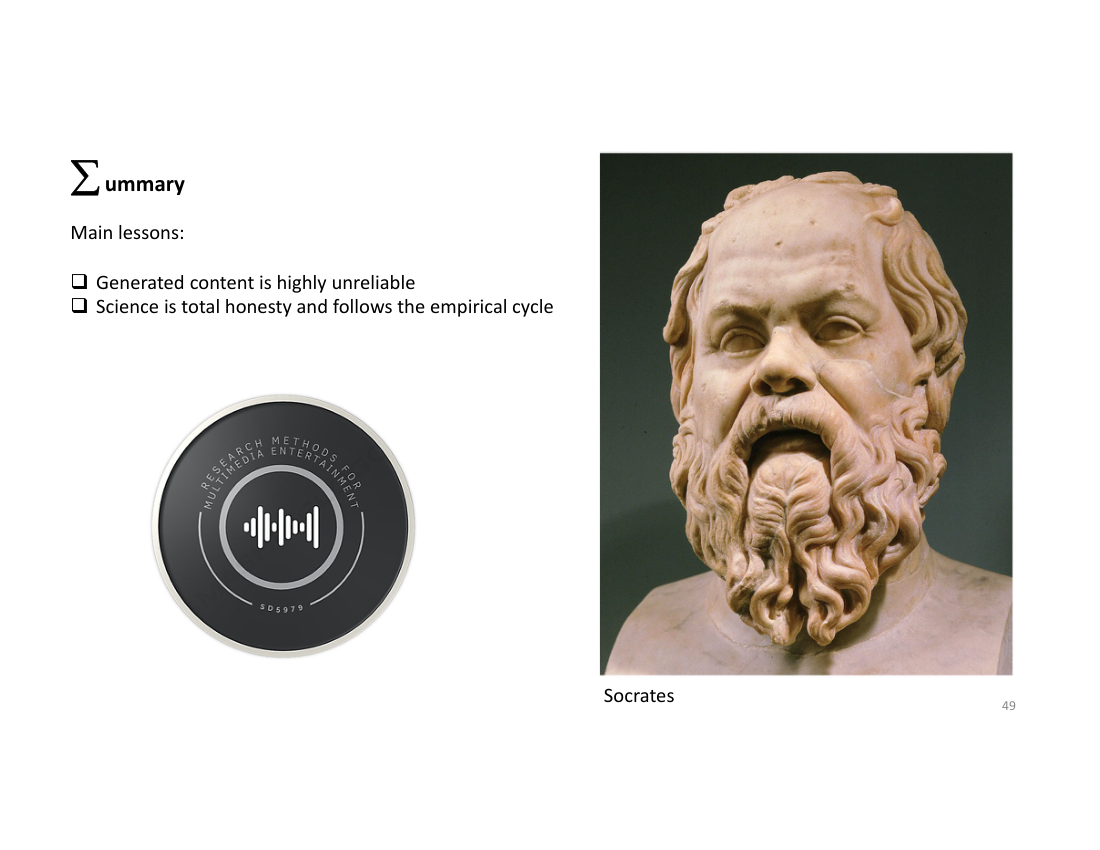 ∑ummary
Main lessons:
❑ Generated content is highly unreliable
❑ Science is total honesty and follows the empirical cycle
RESEARCH METHODS FOR
MULTIMEDIA ENTERTAINMENT
SD5979
Socrates
49